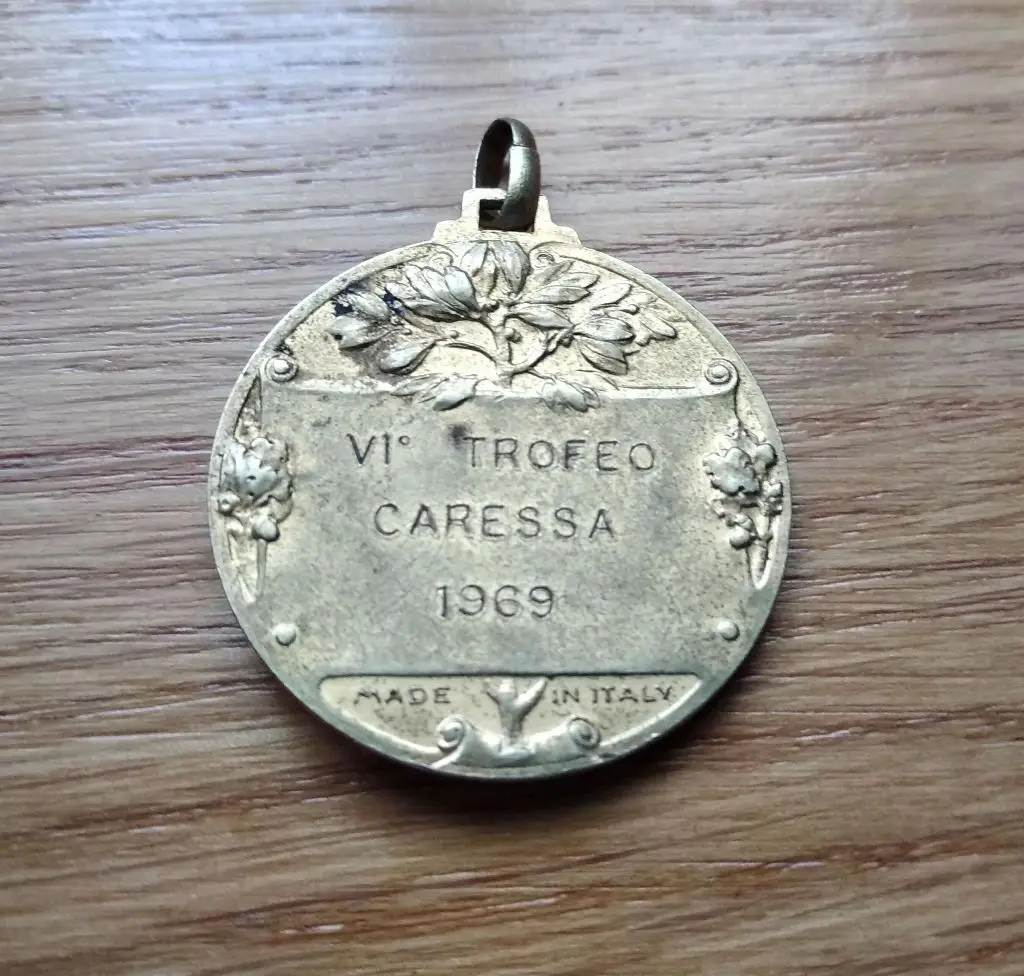 VI° TROFEO
CARESSA
1969
MADE IN ITALY